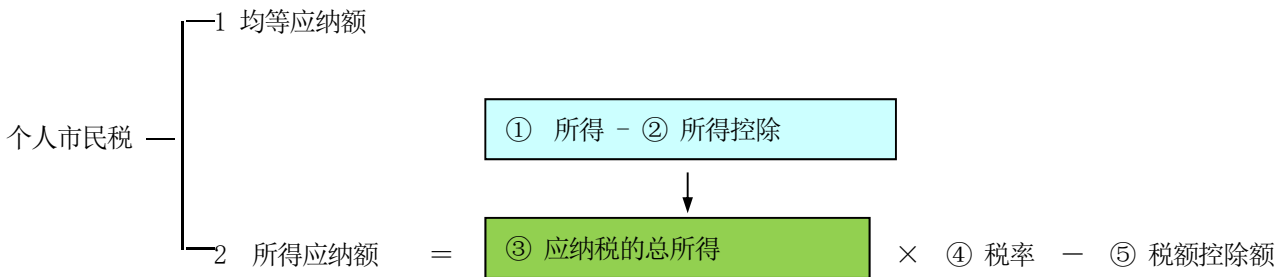 1 均等应纳额
① 所得 - ② 所得控除
个人市民税
2 所得应纳额 = ③ 应纳税的总所得 × ④ 税率 － ⑤ 税额控除额